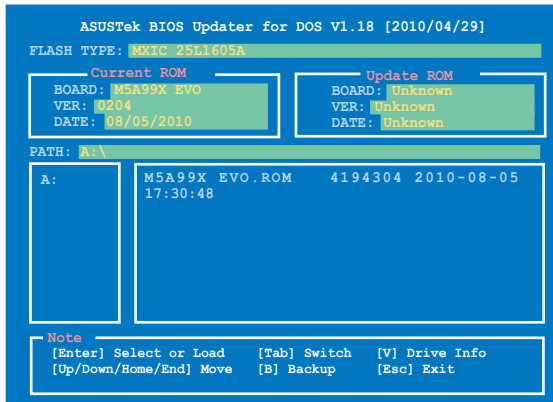 ASUSTek BIOS Updater for DOS V1.18 [2010/04/29]
FLASH TYPE: MXIC 25L1605A
Current ROM
BOARD: M5A99X EVO
VER: 0204
DATE: 08/05/2010
Update ROM
BOARD: Unknown
VER: Unknown
DATE: Unknown
PATH: A:\
A:
M5A99X EVO.ROM 4194304 2010-08-05
17:30:48
Note
[Enter] Select or Load [Tab] Switch [V] Drive Info
[Up/Down/Home/End] Move [B] Backup [Esc] Exit